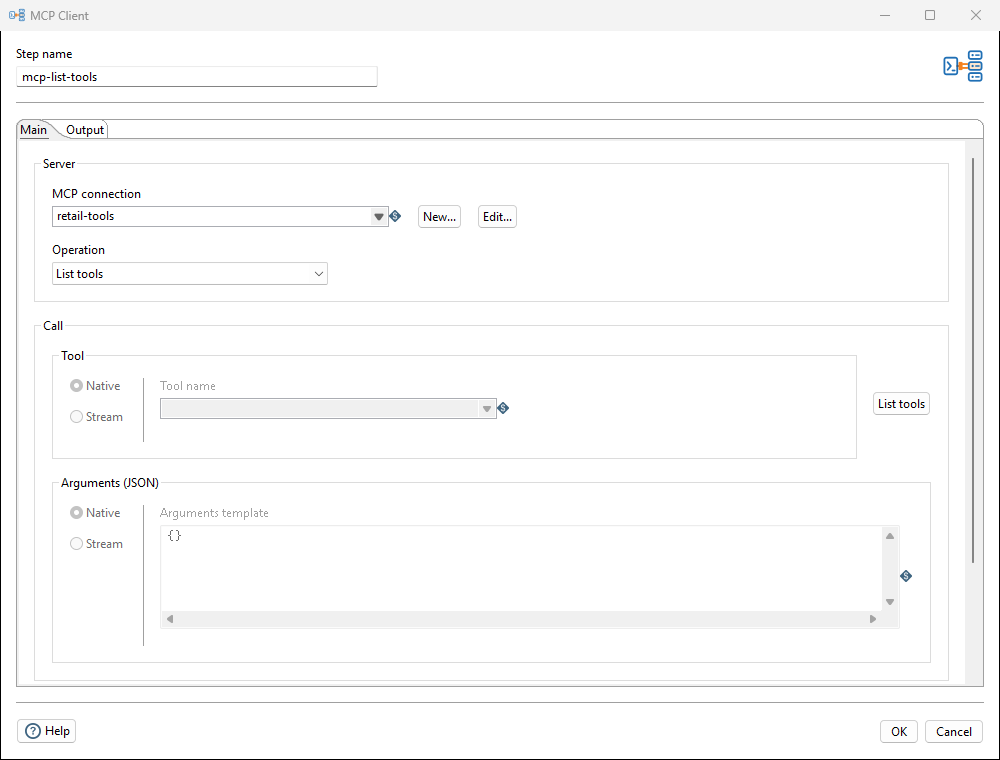 MCP Client
Step name
mcp-list-tools
Main Output
Server
MCP connection
retail-tools
New... Edit...
Operation
List tools
Call
Tool
Native
Tool name
Stream
List tools
Arguments (JSON)
Native
Arguments template
{}
Stream
Help
OK Cancel